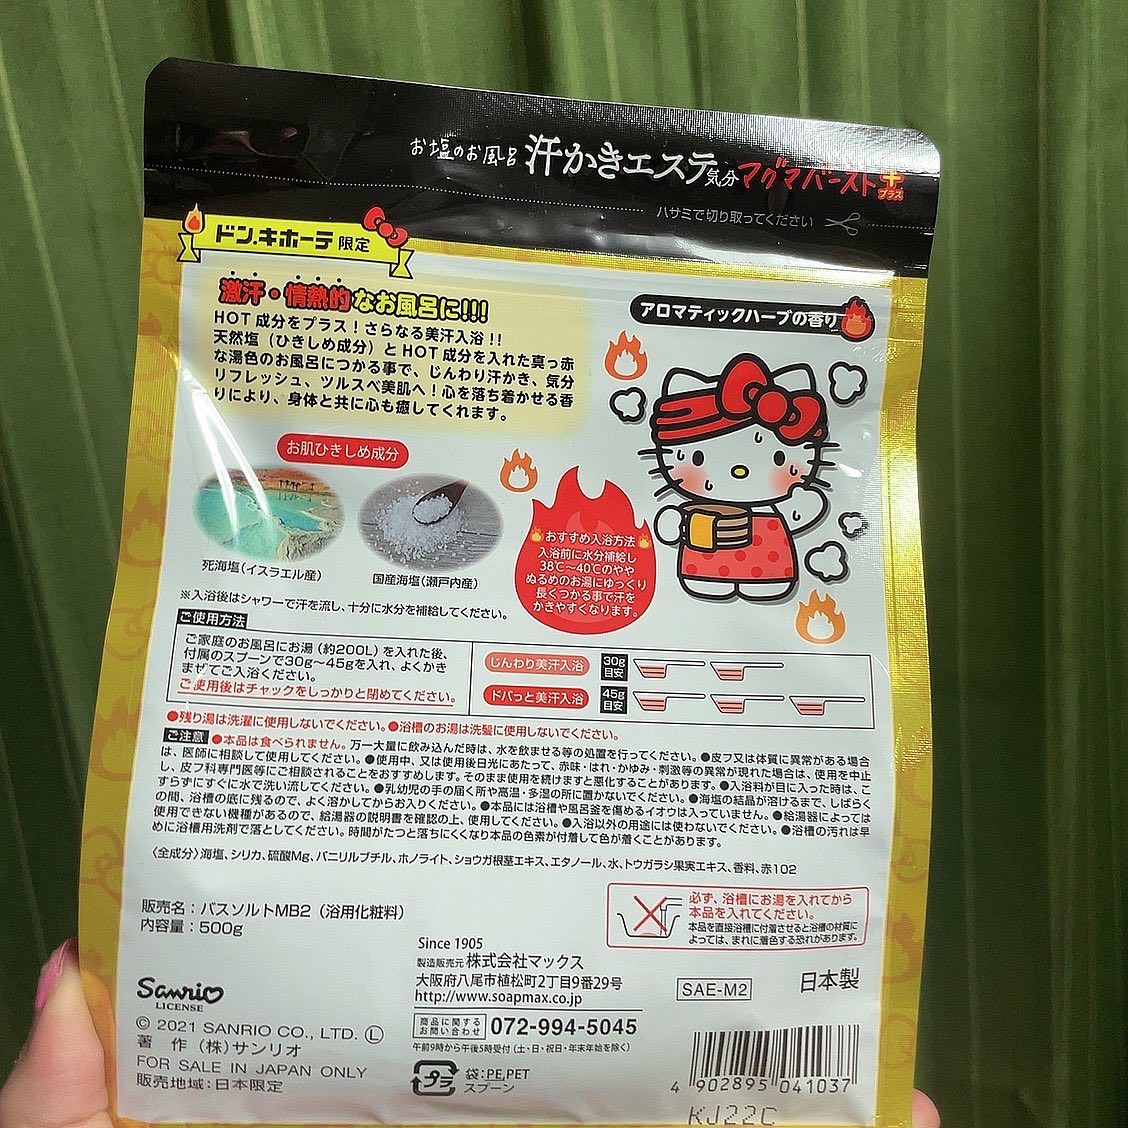 お塩のお風呂 汗かきエステ気分マグマバースト+プラス
ハサミで切り取ってください
ドン.キホーテ限定
激汗・情熱的なお風呂に!!!
HOT 成分をプラス!さらなる美汗入浴!!
天然塩(ひきしめ成分)とHOT 成分を入れた真っ赤
な湯色のお風呂につかる事で、じんわり汗かき、気分
リフレッシュ、ツルスベ美肌へ!心を落ち着かせる香
りにより、身体と共に心も癒してくれます。
アロマティックハーブの香り
お肌ひきしめ成分
死海塩(イスラエル産)
国産海塩(瀬戸内産)
おすすめ入浴方法
入浴前に水分補給し
38℃〜40℃のやや
ぬるめのお湯にゆっくり
長くつかる事で汗を
かきやすくなります。
※入浴後はシャワーで汗を流し、十分に水分を補給してください。
ご使用方法
ご家庭のお風呂にお湯(約200L)を入れた後、
付属のスプーンで30g〜45gを入れ、よくかき
まぜてご入浴ください。
ご使用後はチャックをしっかりと閉めてください。
じんわり美汗入浴 30g目安
ドバっと美汗入浴 45g目安
●残り湯は洗濯に使用しないでください。●浴槽のお湯は洗髪に使用しないでください。
ご注意 ●本品は食べられません。万一大量に飲み込んだ時は、水を飲ませる等の処置を行ってください。●皮フ又は体質に異常がある場合
は、医師に相談して使用してください。●使用中、又は使用後日光にあたって、赤味・はれ・かゆみ・刺激等の異常が現れた場合は、使用を中止
し、皮フ科専門医等にご相談されることをおすすめします。そのまま使用を続けますと悪化することがあります。●入浴料が目に入った時は、こ
すらずにすぐに水で洗い流してください。●乳幼児の手の届く所や高温・多湿の所に置かないでください。●海塩の結晶が溶けるまで、しばらく
の間、浴槽の底に残るので、よく溶かしてからお入りください。●本品には浴槽や風呂釜を傷めるイオウは入っていません。●給湯器によっては
使用できない機種があるので、給湯器の説明書を確認の上、使用してください。●入浴以外の用途には使わないでください。●浴槽の汚れは早
めに浴槽用洗剤で落としてください。時間がたつと落ちにくくなり本品の色素が付着して色が着くことがあります。
〈全成分〉海塩、シリカ、硫酸Mg、バニリルブチル、ホノライト、ショウガ根茎エキス、エタノール、水、トウガラシ果実エキス、香料、赤102
必ず、浴槽にお湯を入れてから
本品を入れてください。
本品を直接浴槽に付着させると浴槽の材質に
よっては、まれに着色する恐れがあります。
販売名:バスソルトMB2(浴用化粧料)
内容量:500g
Since 1905
製造販売元 株式会社マックス
大阪府八尾市植松町2丁目9番29号
http://www.soapmax.co.jp
SAE-M2
日本製
商品に関するお問い合わせ 072-994-5045
午前9時から午後5時受付(土・日・祝日・年末年始を除く)
プラ
袋:PE,PET
スプーン
Sanrio
LICENSE
© 2021 SANRIO CO., LTD. Ⓛ
著 作 (株)サンリオ
FOR SALE IN JAPAN ONLY
販売地域:日本限定
4 902895 041037
KJ22C